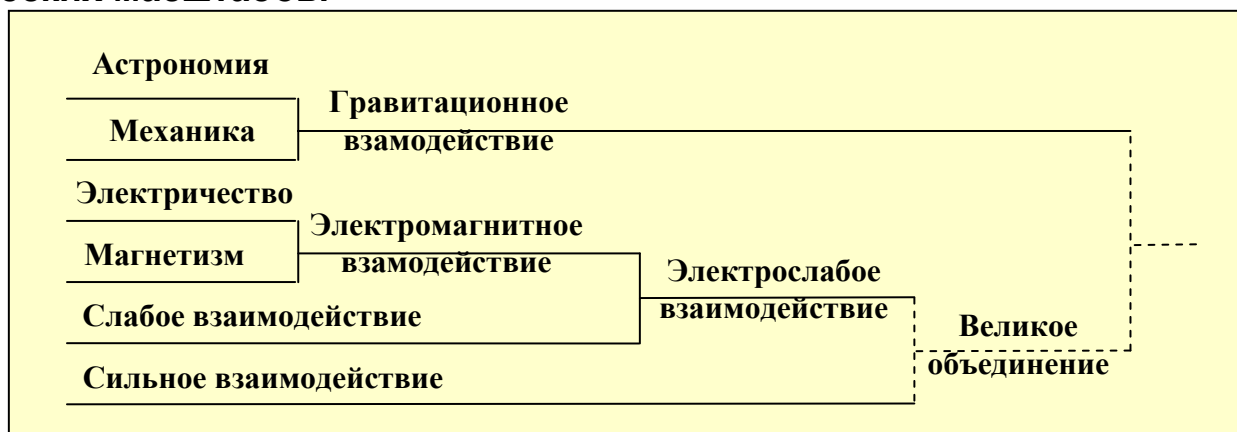 Астрономия
Гравитационное
Механика
взамодействие
Электричество
Электромагнитное
Магнетизм
взамодействие
Электрослабое
взаимодействие
Слабое взаимодействие
Великое
объединение
Сильное взаимодействие